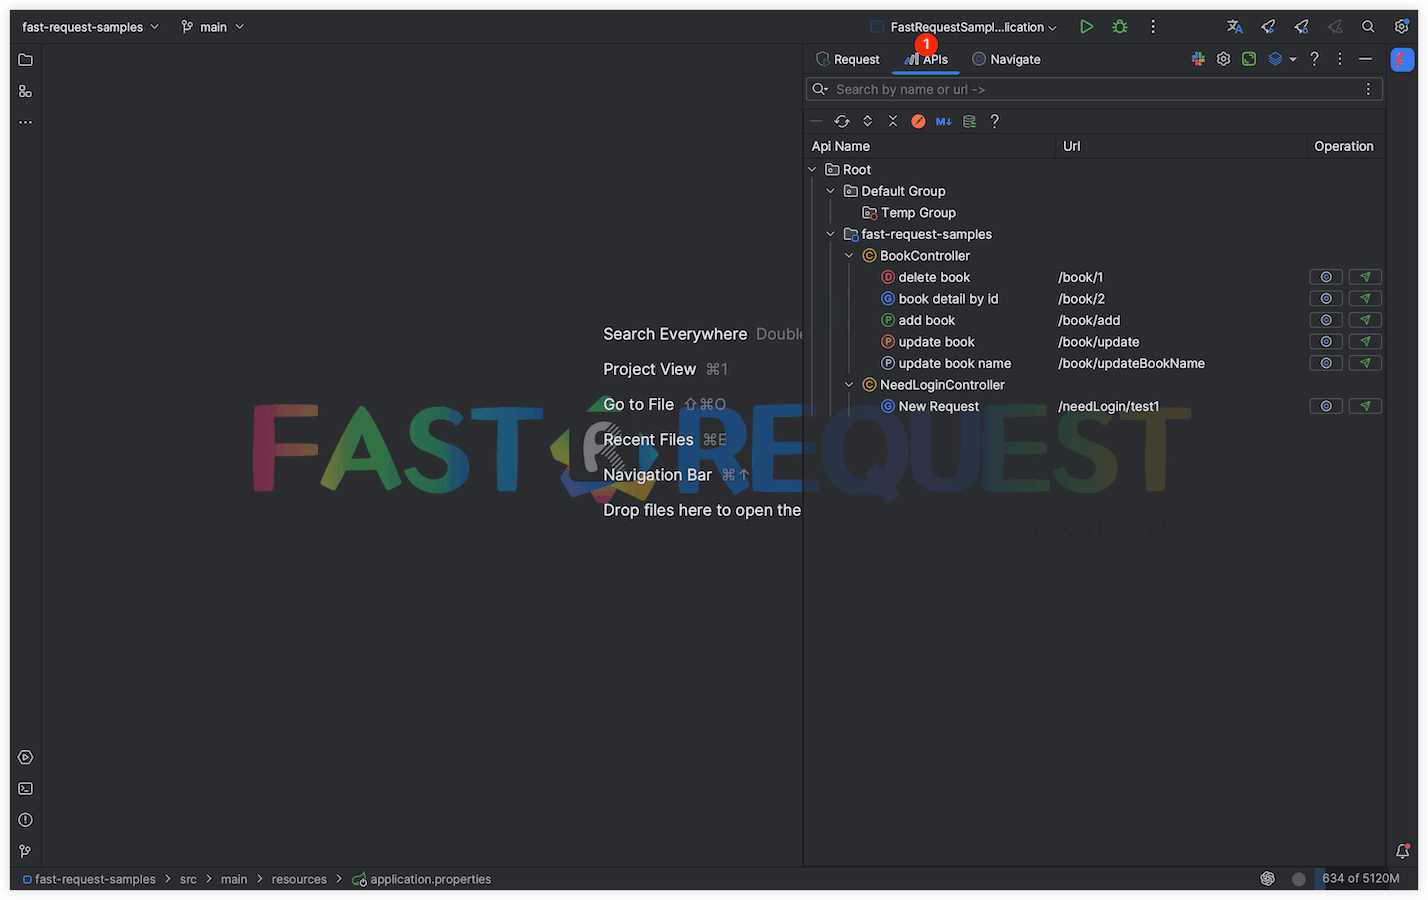 fast-request-samples
main
FastRequestSampl...lication
1
Request
APIs
Navigate
Search by name or url ->
M↓
Api Name
Url
Operation
Root
Default Group
Temp Group
fast-request-samples
BookController
D delete book /book/1
G book detail by id /book/2
P add book /book/add
P update book /book/update
P update book name /book/updateBookName
C NeedLoginController
G New Request /needLogin/test1
Search Everywhere Double
Project View ⌘1
Go to File ⇧⌘O
Recent Files ⌘E
Navigation Bar ⌘↑
Drop files here to open the
FAST REQUEST
fast-request-samples > src > main > resources > application.properties
634 of 5120M